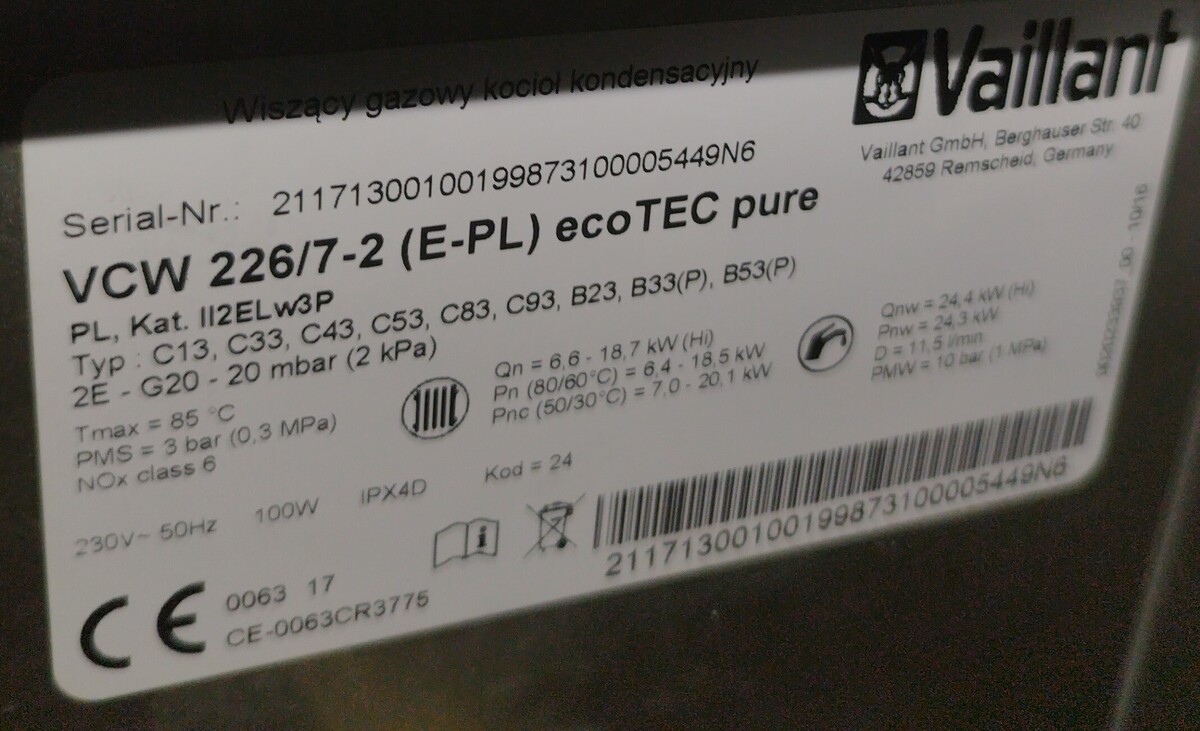 Wiszący gazowy kocioł kondensacyjny
Vaillant
Vaillant GmbH, Berghauser Str. 40
42859 Remscheid, Germany
Serial-Nr.: 21171300100199873100005449N6
VCW 226/7-2 (E-PL) ecoTEC pure
PL, Kat. II2ELw3P
Typ : C13, C33, C43, C53, C83, C93, B23, B33(P), B53(P)
2E - G20 - 20 mbar (2 kPa)
Tmax = 85 °C
PMS = 3 bar (0,3 MPa)
NOx class 6
Qn = 6,6 - 18,7 kW (Hi)
Pn (80/60°C) = 6,4 - 18,5 kW
Pnc (50/30°C) = 7,0 - 20,1 kW
Qnw = 24,4 kW (Hi)
Pnw = 24,3 kW
D = 11,5 l/min
PMW = 10 bar (1 MPa)
230V~ 50Hz 100W IPX4D Kod = 24
i
21171300100199873100005449N6
CE 0063 17
CE-0063CR3775